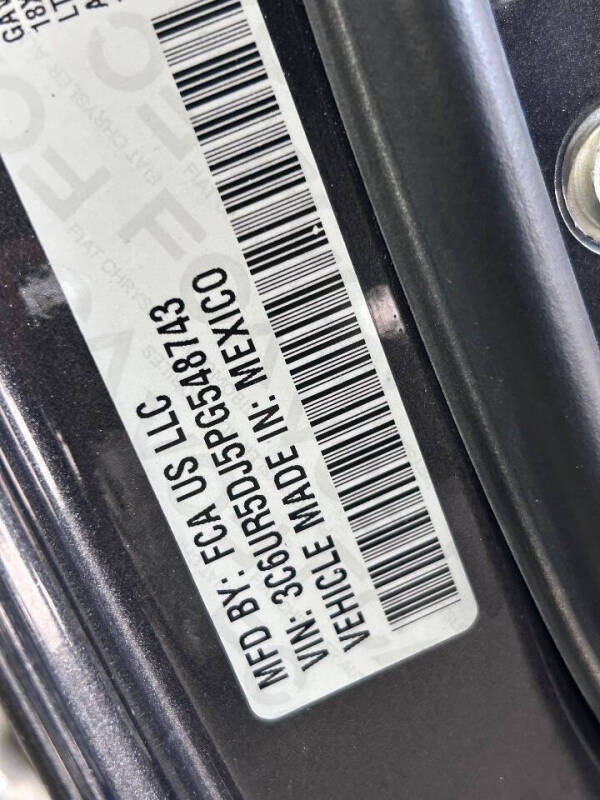 MFD BY: FCA US LLC
VIN: 3C6UR5DJ5PG548743
VEHICLE MADE IN: MEXICO